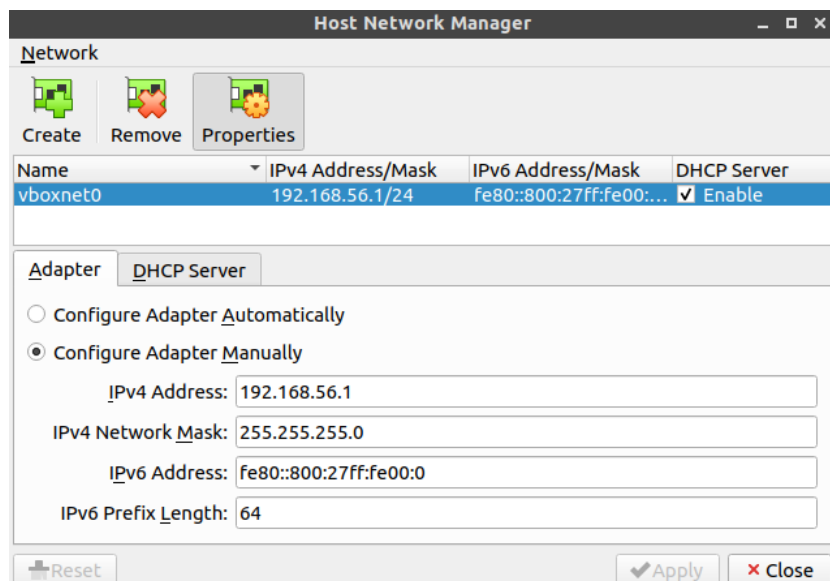 Host Network Manager
Network
Create Remove Properties
Name IPv4 Address/Mask IPv6 Address/Mask DHCP Server
vboxnet0 192.168.56.1/24 fe80::800:27ff:fe00:... Enable
Adapter DHCP Server
Configure Adapter Automatically
Configure Adapter Manually
IPv4 Address: 192.168.56.1
IPv4 Network Mask: 255.255.255.0
IPv6 Address: fe80::800:27ff:fe00:0
IPv6 Prefix Length: 64
Reset Apply Close